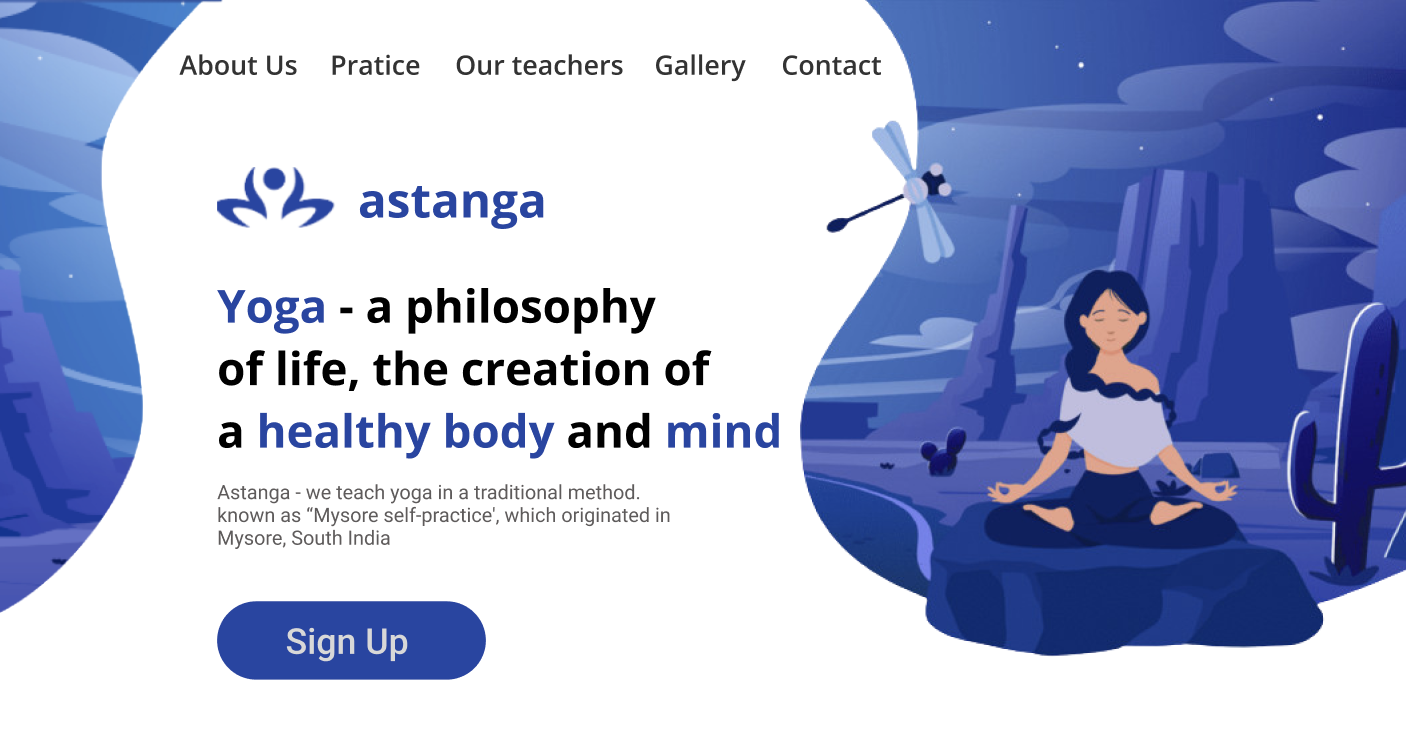 About Us Pratice Our teachers Gallery Contact
astanga
Yoga - a philosophy
of life, the creation of
a healthy body and mind
Astanga - we teach yoga in a traditional method.
known as “Mysore self-practice', which originated in
Mysore, South India
Sign Up